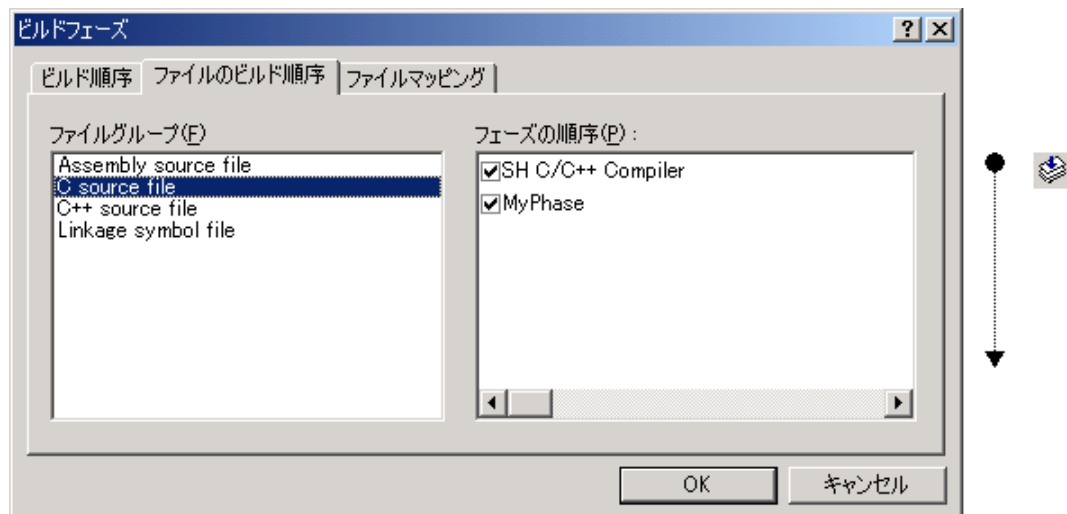 ビルドフェーズ
ビルド順序 ファイルのビルド順序 ファイルマッピング
ファイルグループ(F)
Assembly source file
C source file
C++ source file
Linkage symbol file
フェーズの順序(P) :
SH C/C++ Compiler
MyPhase
OK キャンセル